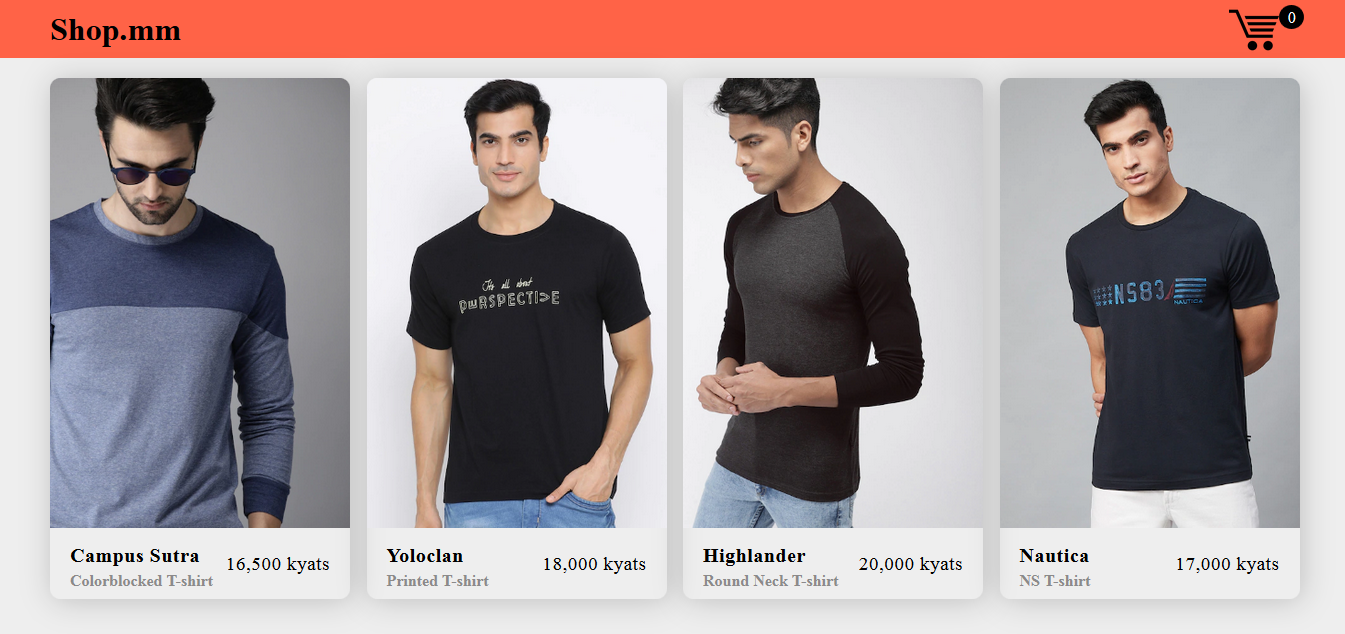 Shop.mm
0
It's all about
PERSPECTIVE
NS83
NAUTICA
Campus Sutra
16,500 kyats
Colorblocked T-shirt
Yoloclan
18,000 kyats
Printed T-shirt
Highlander
20,000 kyats
Round Neck T-shirt
Nautica
17,000 kyats
NS T-shirt